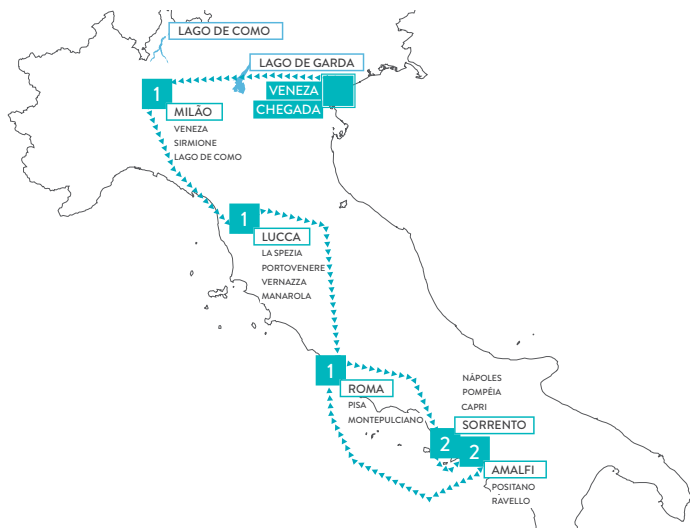 LAGO DE COMO
LAGO DE GARDA
VENEZA
CHEGADA
1
MILÃO
VENEZA
SIRMIONE
LAGO DE COMO
1
LUCCA
LA SPEZIA
PORTOVENERE
VERNAZZA
MANAROLA
1
ROMA
PISA
MONTEPULCIANO
NÁPOLES
POMPÉIA
CAPRI
SORRENTO
2
2
AMALFI
POSITANO
RAVELLO